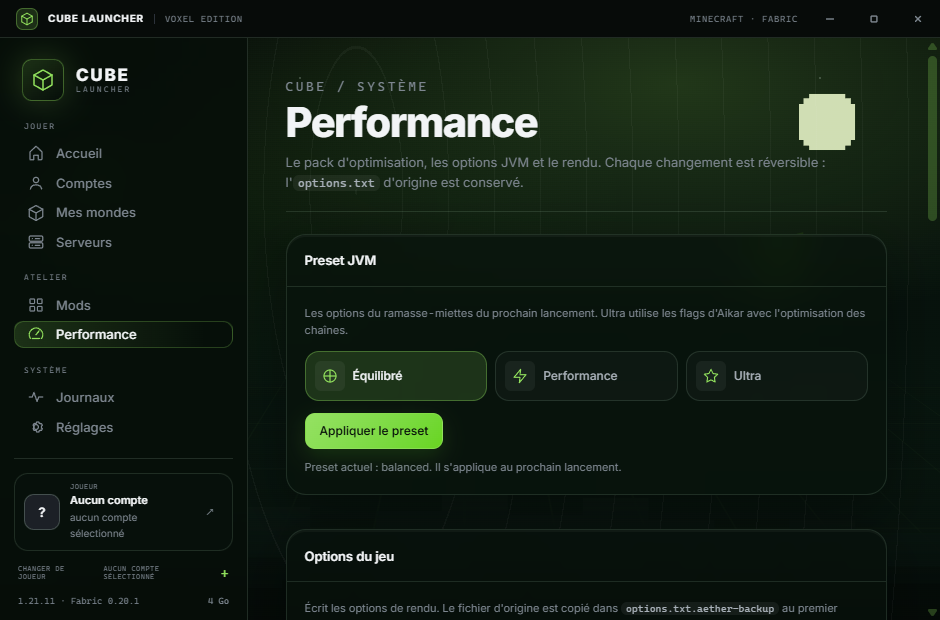 CUBE LAUNCHER
VOXEL EDITION
MINECRAFT · FABRIC
CUBE
LAUNCHER
JOUER
Accueil
Comptes
Mes mondes
Serveurs
ATELIER
Mods
Performance
SYSTÈME
Journaux
Réglages
?
JOUEUR
Aucun compte
aucun compte
sélectionné
↗
CHANGER DE
JOUEUR
AUCUN COMPTE
SÉLECTIONNÉ
+
1.21.11 · Fabric 0.20.1
4 Go
CUBE / SYSTÈME
Performance
Le pack d'optimisation, les options JVM et le rendu. Chaque changement est réversible :
l'options.txt d'origine est conservé.
Preset JVM
Les options du ramasse-miettes du prochain lancement. Ultra utilise les flags d'Aikar avec l'optimisation des
chaînes.
Équilibré
Performance
Ultra
Appliquer le preset
Preset actuel : balanced. Il s'applique au prochain lancement.
Options du jeu
Écrit les options de rendu. Le fichier d'origine est copié dans options.txt.aether-backup au premier